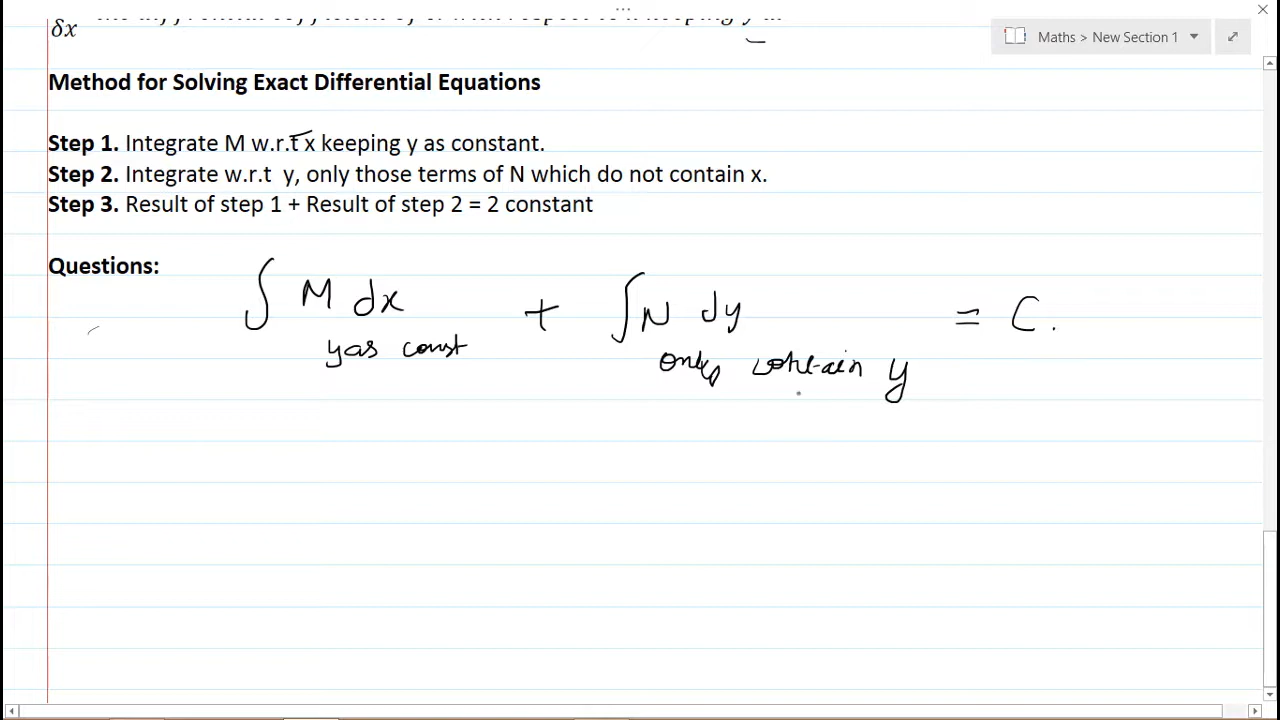 δx
Maths > New Section 1
Method for Solving Exact Differential Equations
Step 1. Integrate M w.r.t x keeping y as constant.
Step 2. Integrate w.r.t  y, only those terms of N which do not contain x.
Step 3. Result of step 1 + Result of step 2 = 2 constant
Questions:
∫ M dx + ∫ N dy = C.
y as const only contain y